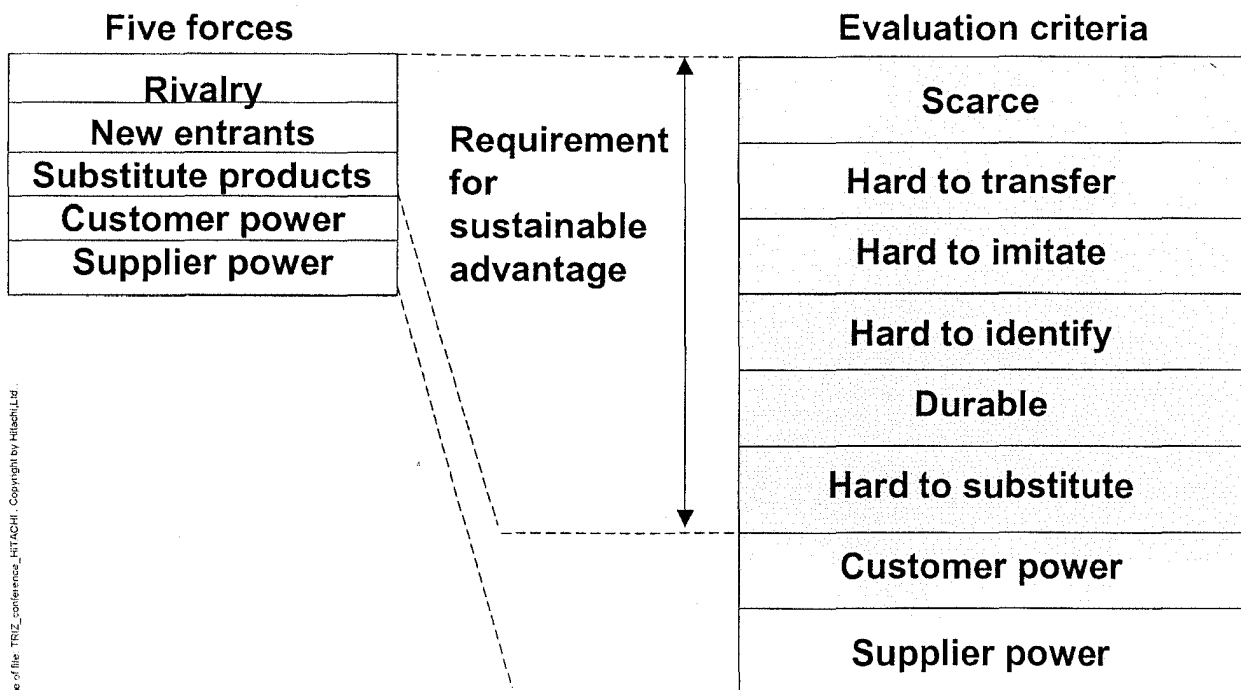 Five forces
Rivalry
New entrants
Substitute products
Customer power
Supplier power
Requirement
for
sustainable
advantage
Evaluation criteria
Scarce
Hard to transfer
Hard to imitate
Hard to identify
Durable
Hard to substitute
Customer power
Supplier power
of file: TRIZ_conference_HITACHI, Copyright by Hitachi,Ltd.